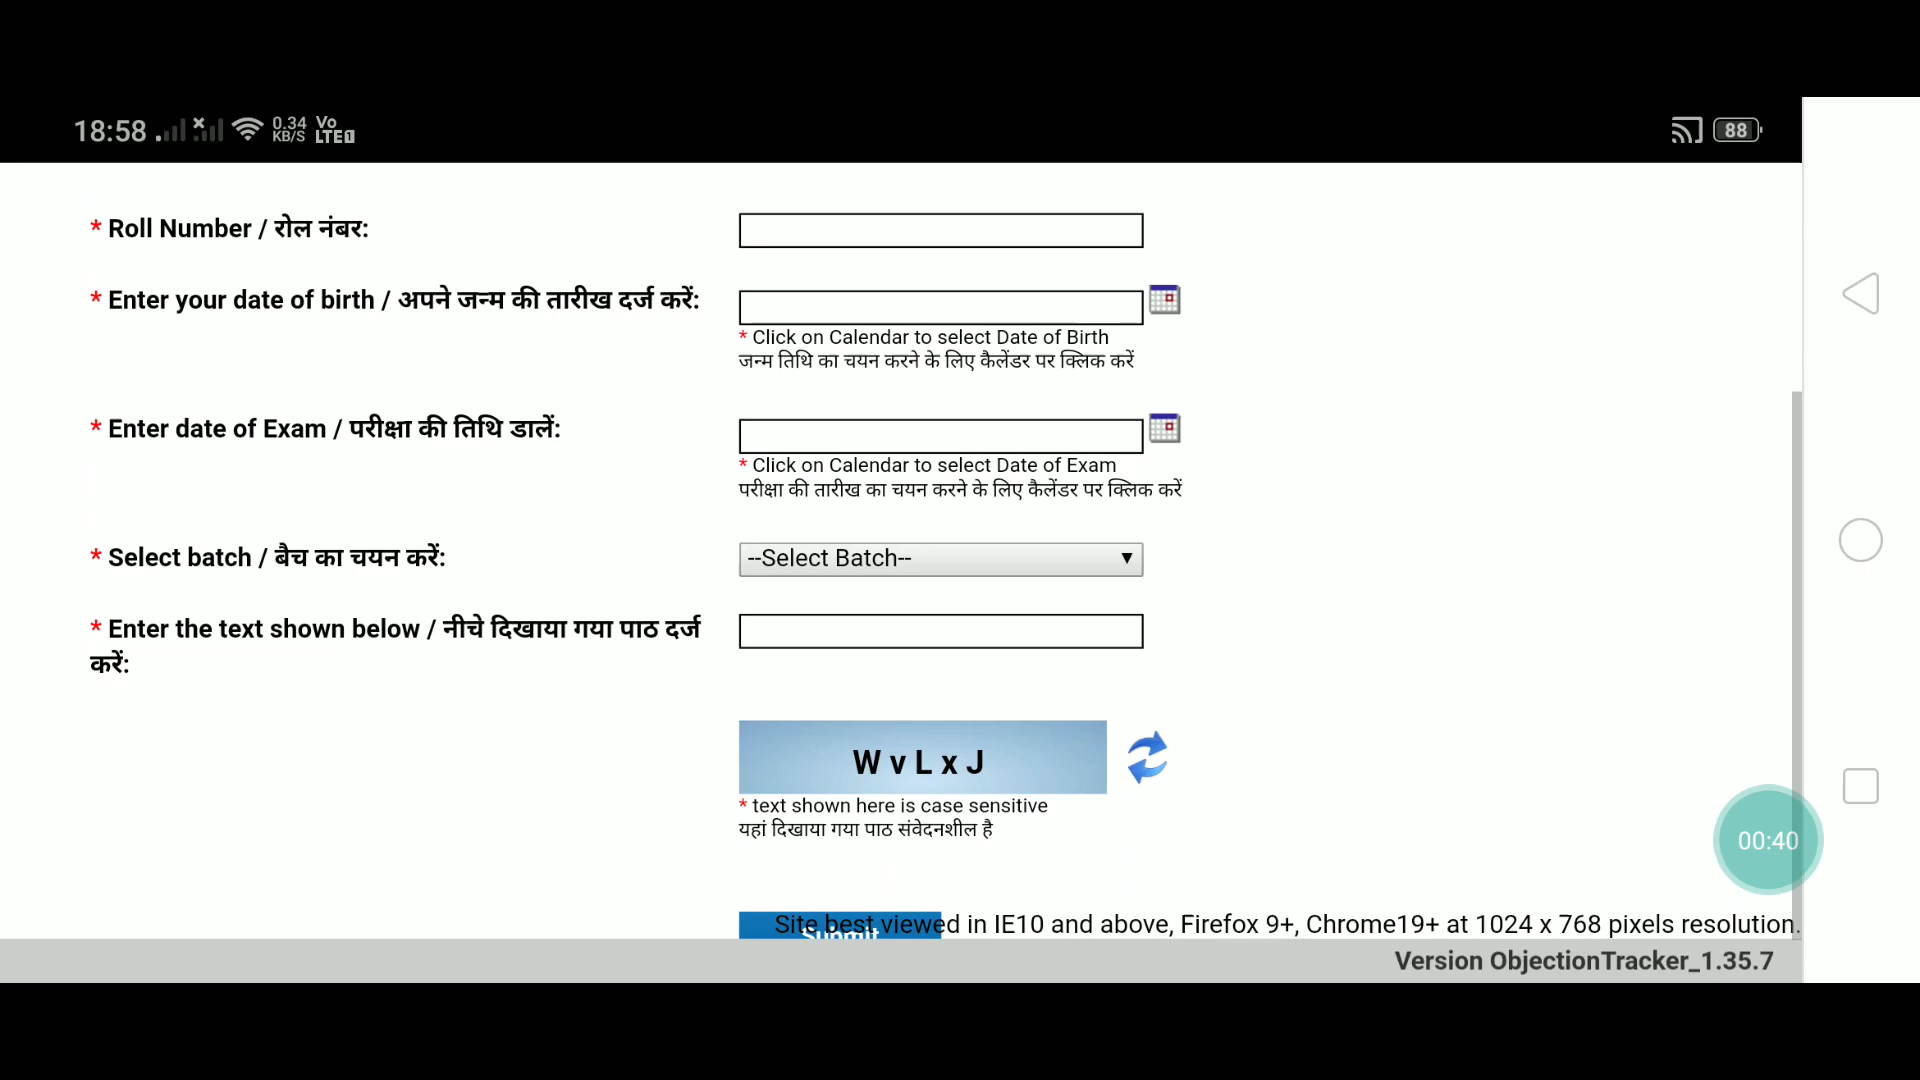 18:58 0.34 KB/S Vo LTE1 88
* Roll Number / रोल नंबर:
* Enter your date of birth / अपने जन्म की तारीख दर्ज करें:
* Click on Calendar to select Date of Birth
जन्म तिथि का चयन करने के लिए कैलेंडर पर क्लिक करें
* Enter date of Exam / परीक्षा की तिथि डालें:
* Click on Calendar to select Date of Exam
परीक्षा की तारीख का चयन करने के लिए कैलेंडर पर क्लिक करें
* Select batch / बैच का चयन करें:
--Select Batch--
* Enter the text shown below / नीचे दिखाया गया पाठ दर्ज
करें:
W v L x J
* text shown here is case sensitive
यहां दिखाया गया पाठ संवेदनशील है
00:40
Submit
Site best viewed in IE10 and above, Firefox 9+, Chrome19+ at 1024 x 768 pixels resolution.
Version ObjectionTracker_1.35.7